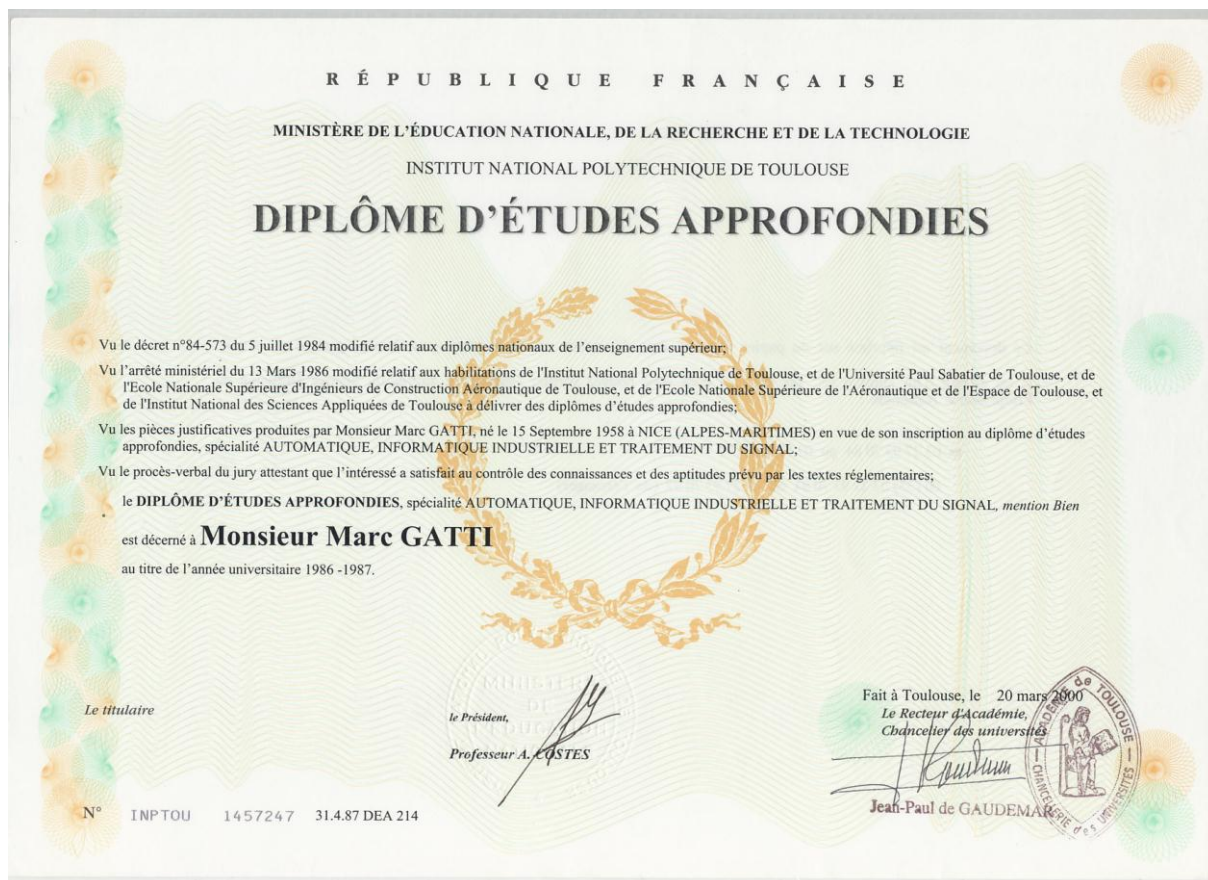 RÉPUBLIQUE FRANÇAISE
MINISTÈRE DE L'ÉDUCATION NATIONALE, DE LA RECHERCHE ET DE LA TECHNOLOGIE
INSTITUT NATIONAL POLYTECHNIQUE DE TOULOUSE
DIPLÔME D'ÉTUDES APPROFONDIES
Vu le décret n°84-573 du 5 juillet 1984 modifié relatif aux diplômes nationaux de l'enseignement supérieur;
Vu l'arrêté ministériel du 13 Mars 1986 modifié relatif aux habilitations de l'Institut National Polytechnique de Toulouse, et de l'Université Paul Sabatier de Toulouse, et de
l'Ecole Nationale Supérieure d'Ingénieurs de Construction Aéronautique de Toulouse, et de l'Ecole Nationale Supérieure de l'Aéronautique et de l'Espace de Toulouse, et
de l'Institut National des Sciences Appliquées de Toulouse à délivrer des diplômes d'études approfondies;
Vu les pièces justificatives produites par Monsieur Marc GATTI, né le 15 Septembre 1958 à NICE (ALPES-MARITIMES) en vue de son inscription au diplôme d'études
approfondies, spécialité AUTOMATIQUE, INFORMATIQUE INDUSTRIELLE ET TRAITEMENT DU SIGNAL;
Vu le procès-verbal du jury attestant que l'intéressé a satisfait au contrôle des connaissances et des aptitudes prévu par les textes réglementaires;
le DIPLÔME D'ÉTUDES APPROFONDIES, spécialité AUTOMATIQUE, INFORMATIQUE INDUSTRIELLE ET TRAITEMENT DU SIGNAL, mention Bien
est décerné à Monsieur Marc GATTI
au titre de l'année universitaire 1986 -1987.
Fait à Toulouse, le 20 mars 2000
Le titulaire
le Président,
Le Recteur d'Académie,
Chancelier des universités
Professeur A. COSTES
Jean-Paul de GAUDEMAR
ACADÉMIE de TOULOUSE
CHANCELLERIE des UNIVERSITÉS
N° INPTOU 1457247 31.4.87 DEA 214